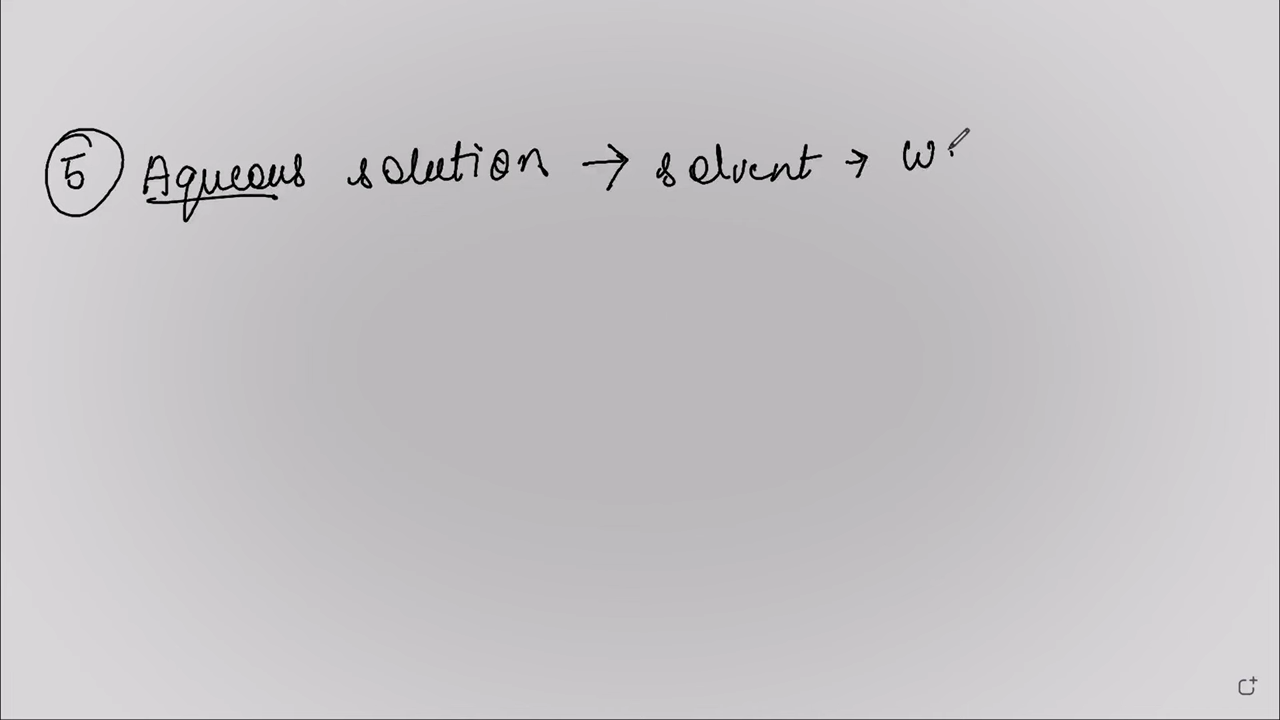 5 Aqueous solution → solvent → w